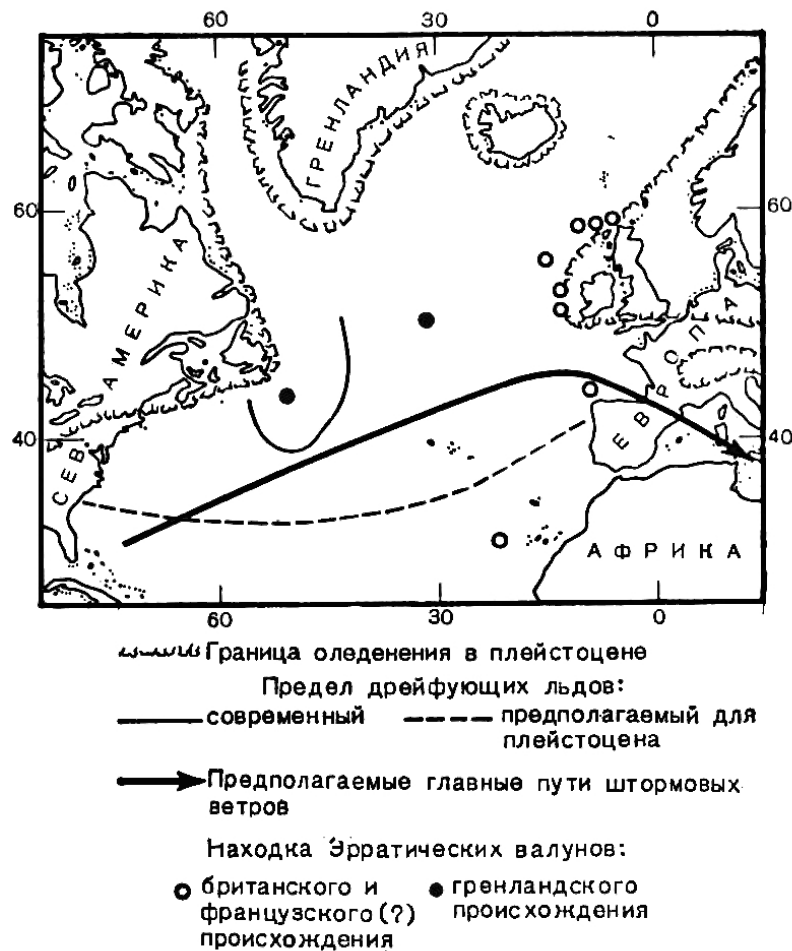 60 30 0
ГРЕНЛАНДИЯ
60 60
СЕВ АМЕРИКА
ЕВРОПА
40 40
АФРИКА
60 30 0
Граница оледенения в плейстоцене
Предел дрейфующих льдов:
современный предполагаемый для
плейстоцена
Предполагаемые главные пути штормовых
ветров
Находка Эрратических валунов:
британского и гренландского
французского (?) происхождения
происхождения